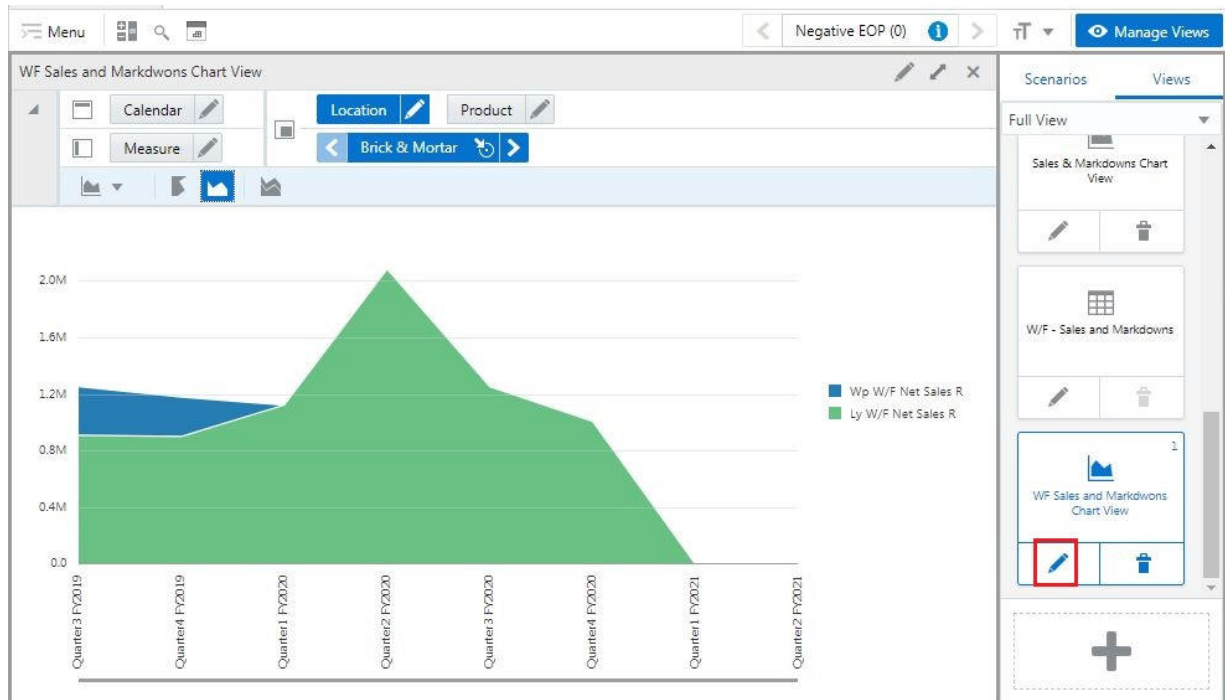 Menu
Negative EOP (0)
Manage Views
WF Sales and Markdwons Chart View
Calendar
Location
Product
Measure
Brick & Mortar
Scenarios
Views
Full View
Sales & Markdowns Chart
View
W/F - Sales and Markdowns
1
WF Sales and Markdwons
Chart View
2.0M
1.6M
1.2M
0.8M
0.4M
0.0
Wp W/F Net Sales R
Ly W/F Net Sales R
Quarter3 FY2019
Quarter4 FY2019
Quarter1 FY2020
Quarter2 FY2020
Quarter3 FY2020
Quarter4 FY2020
Quarter1 FY2021
Quarter2 FY2021